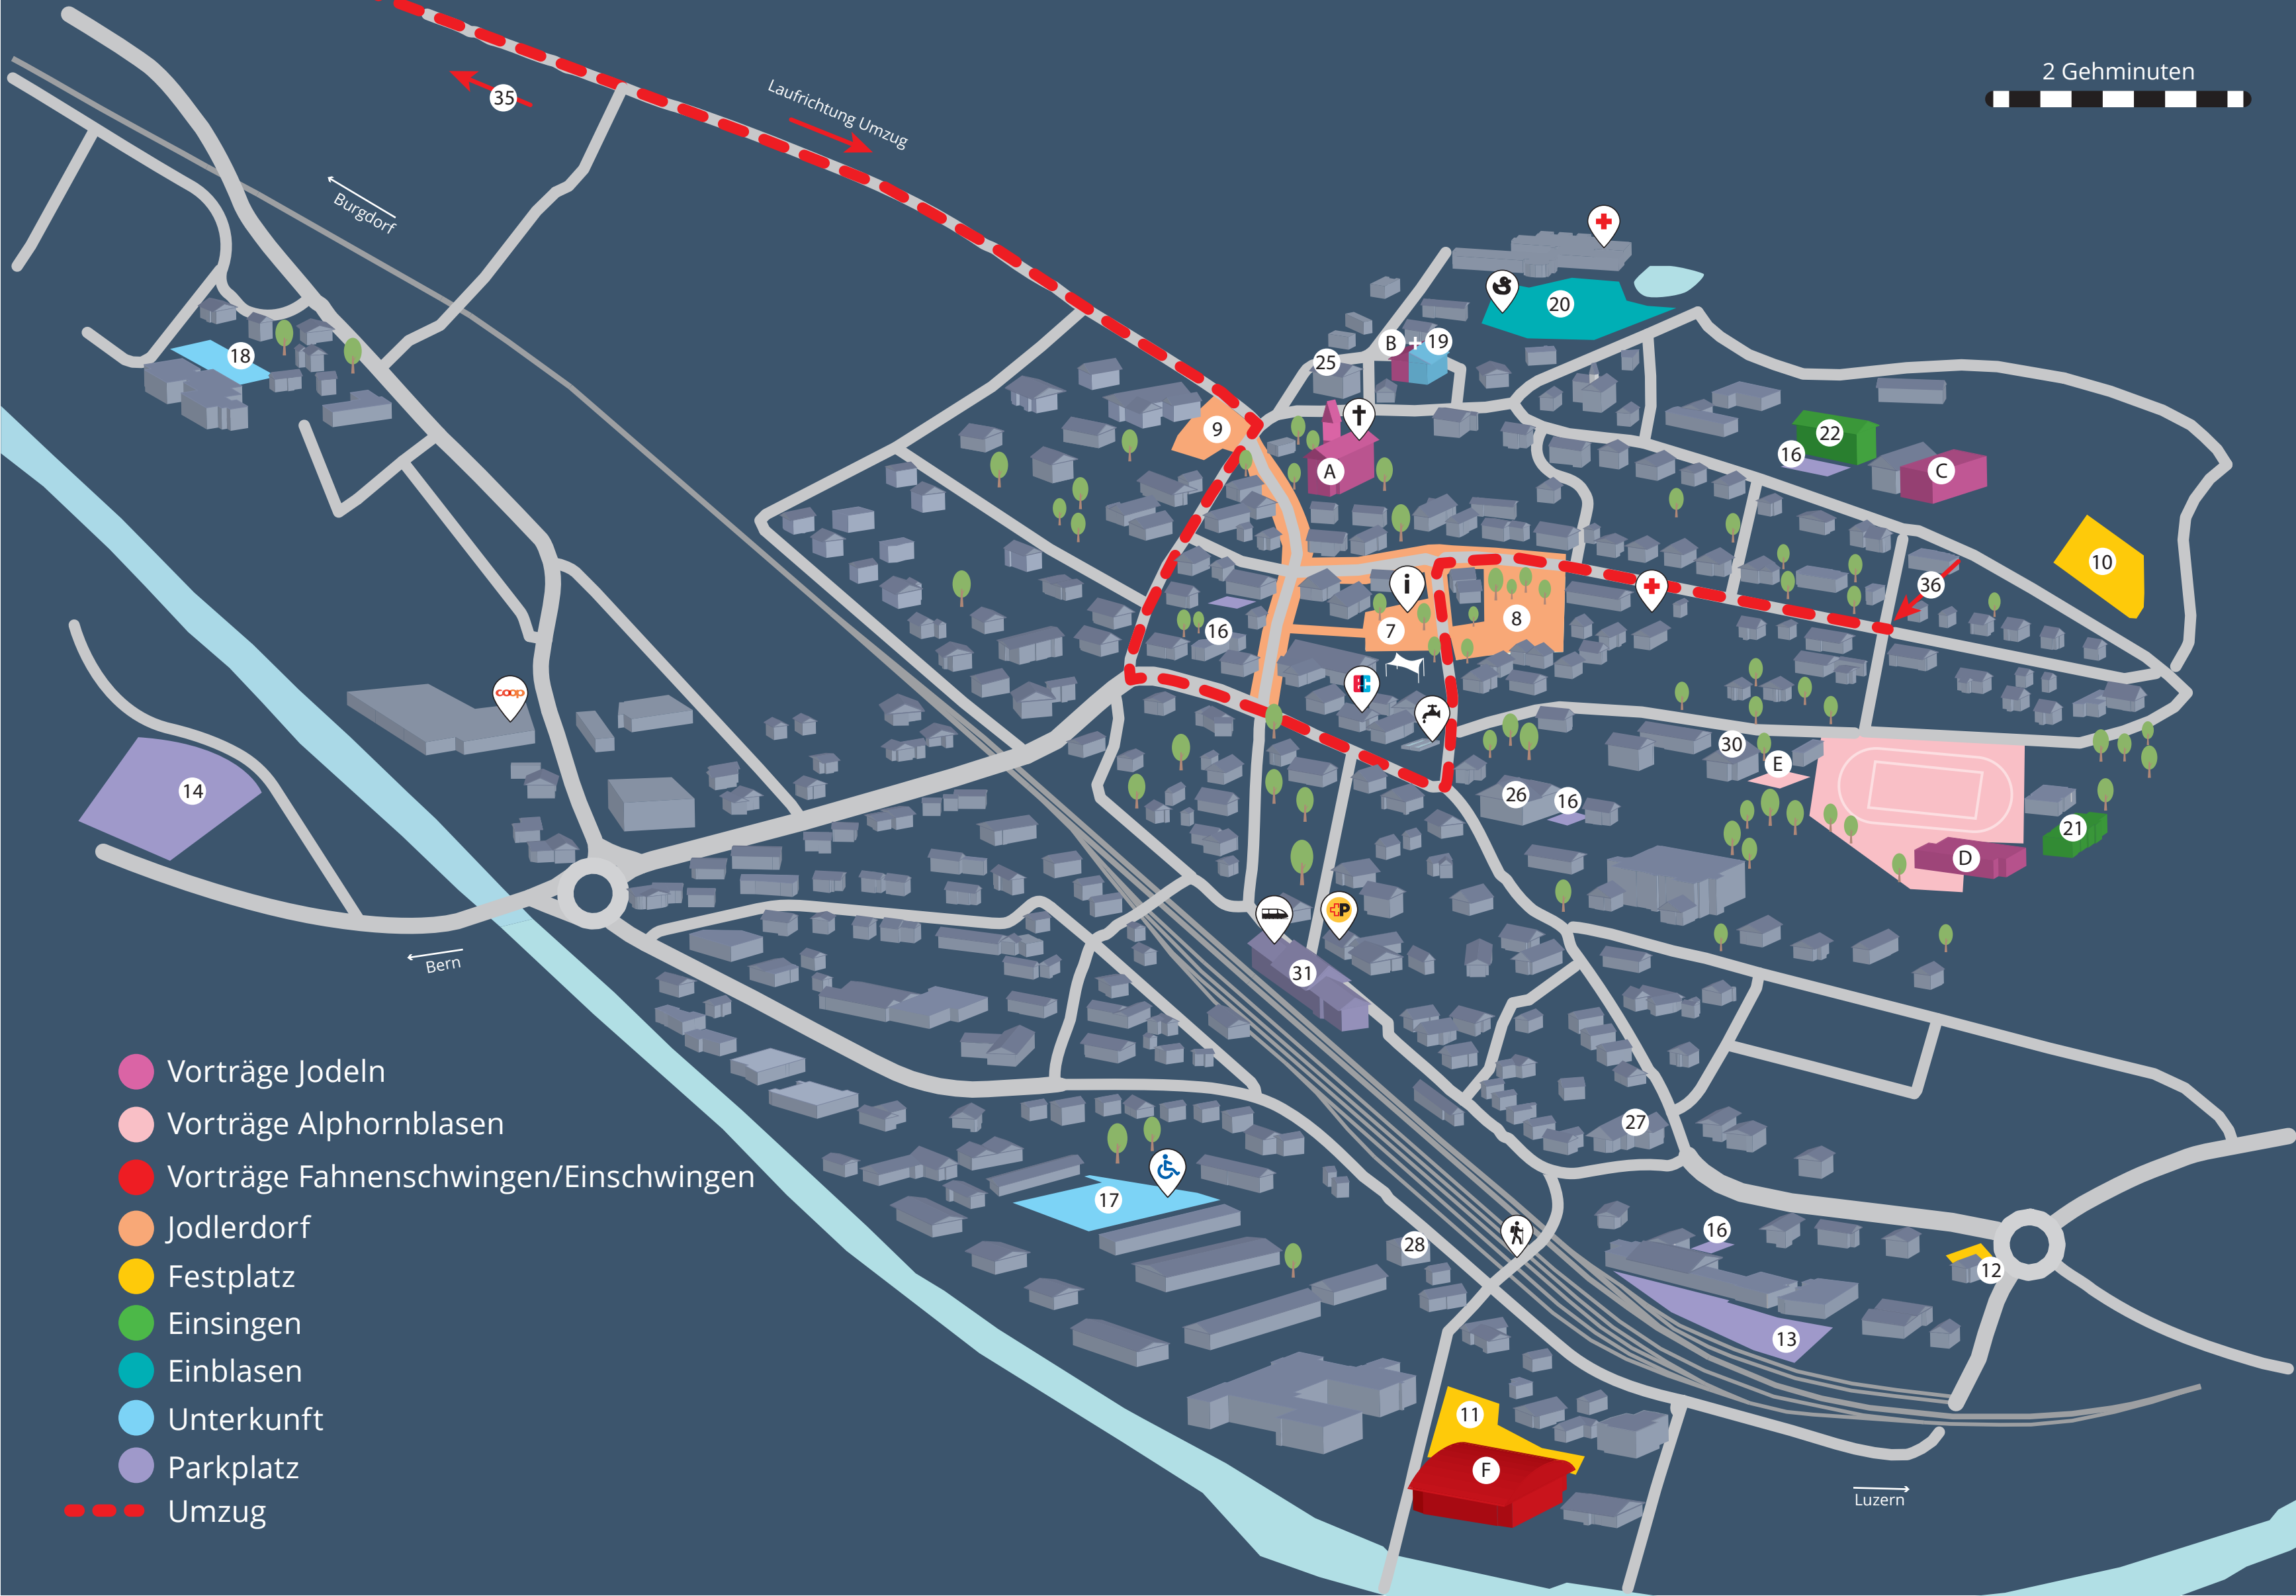 2 Gehminuten
35
Laufrichtung Umzug
Burgdorf
20
B + 19
25
18
9
A
22
16
C
10
i
36
7
8
16
EC
coop
30
E
14
26
16
21
D
P
31
Bern
27
17
28
16
12
13
11
F
Luzern
Vorträge Jodeln
Vorträge Alphornblasen
Vorträge Fahnenschwingen/Einschwingen
Jodlerdorf
Festplatz
Einsingen
Einblasen
Unterkunft
Parkplatz
Umzug